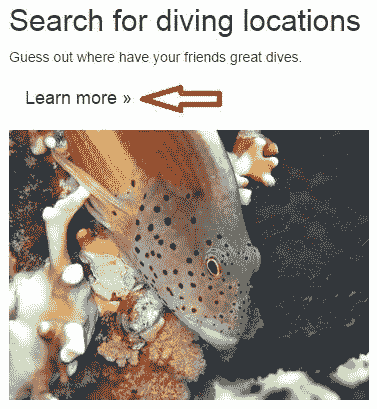 Search for diving locations
Guess out where have your friends great dives.
Learn more »